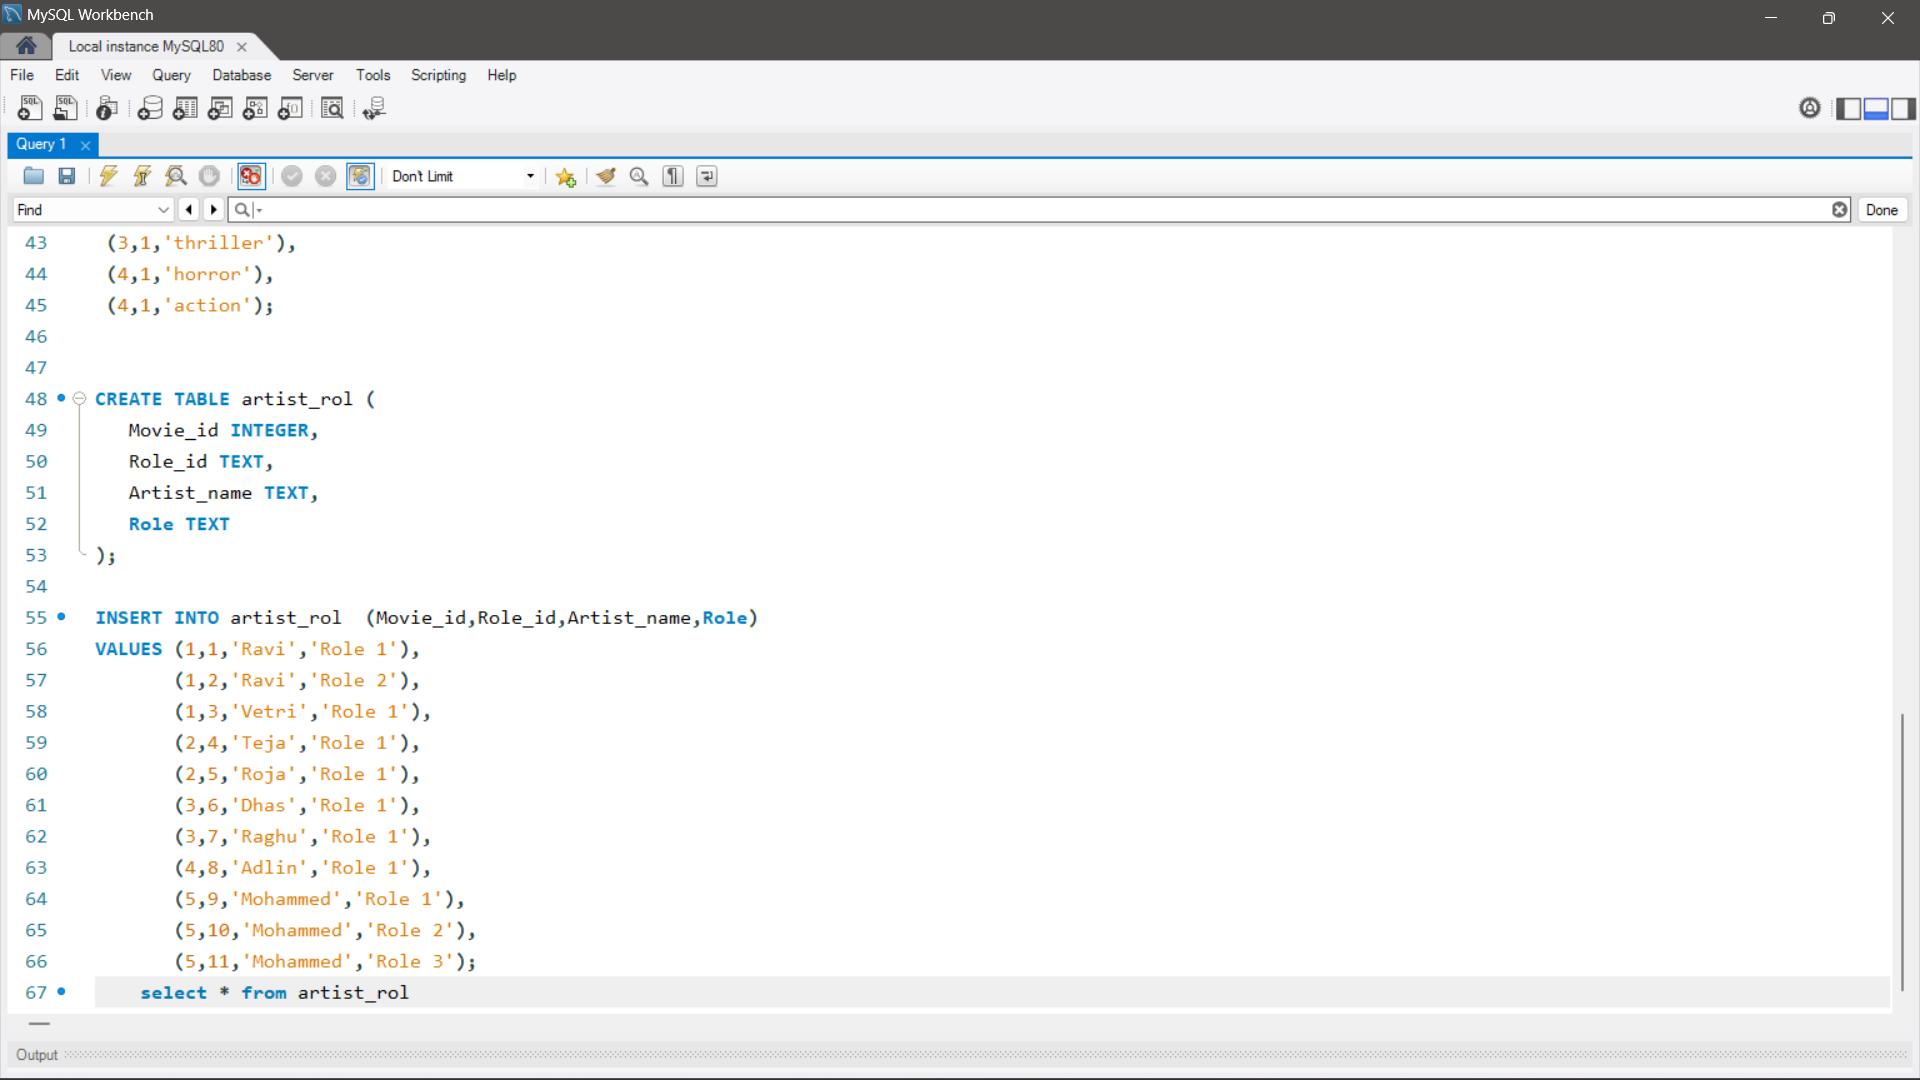 MySQL Workbench
Local instance MySQL80
File Edit View Query Database Server Tools Scripting Help
Query 1
Don't Limit
Find
Done
43 (3,1,'thriller'),
44 (4,1,'horror'),
45 (4,1,'action');
46
47
48 CREATE TABLE artist_rol (
49 Movie_id INTEGER,
50 Role_id TEXT,
51 Artist_name TEXT,
52 Role TEXT
53 );
54
55 INSERT INTO artist_rol (Movie_id,Role_id,Artist_name,Role)
56 VALUES (1,1,'Ravi','Role 1'),
57 (1,2,'Ravi','Role 2'),
58 (1,3,'Vetri','Role 1'),
59 (2,4,'Teja','Role 1'),
60 (2,5,'Roja','Role 1'),
61 (3,6,'Dhas','Role 1'),
62 (3,7,'Raghu','Role 1'),
63 (4,8,'Adlin','Role 1'),
64 (5,9,'Mohammed','Role 1'),
65 (5,10,'Mohammed','Role 2'),
66 (5,11,'Mohammed','Role 3');
67 select * from artist_rol
Output